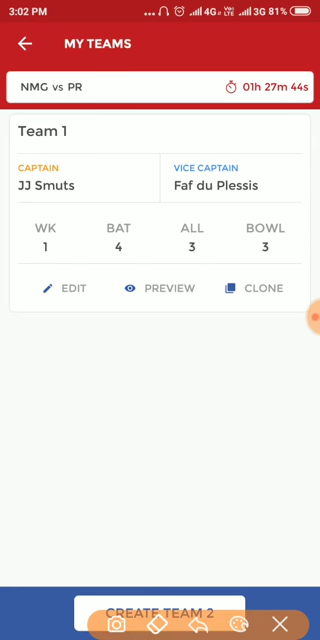 3:02 PM ... 4G VoLTE 3G 81%
MY TEAMS
NMG vs PR 01h 27m 44s
Team 1
CAPTAIN VICE CAPTAIN
JJ Smuts Faf du Plessis
WK BAT ALL BOWL
1 4 3 3
EDIT PREVIEW CLONE
CREATE TEAM 2